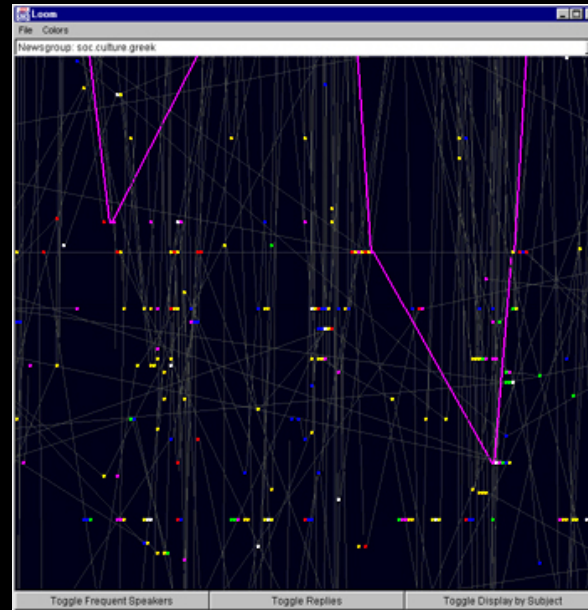 Loom
File Colors
Newsgroup: soc.culture.greek
Toggle Frequent Speakers Toggle Replies Toggle Display by Subject